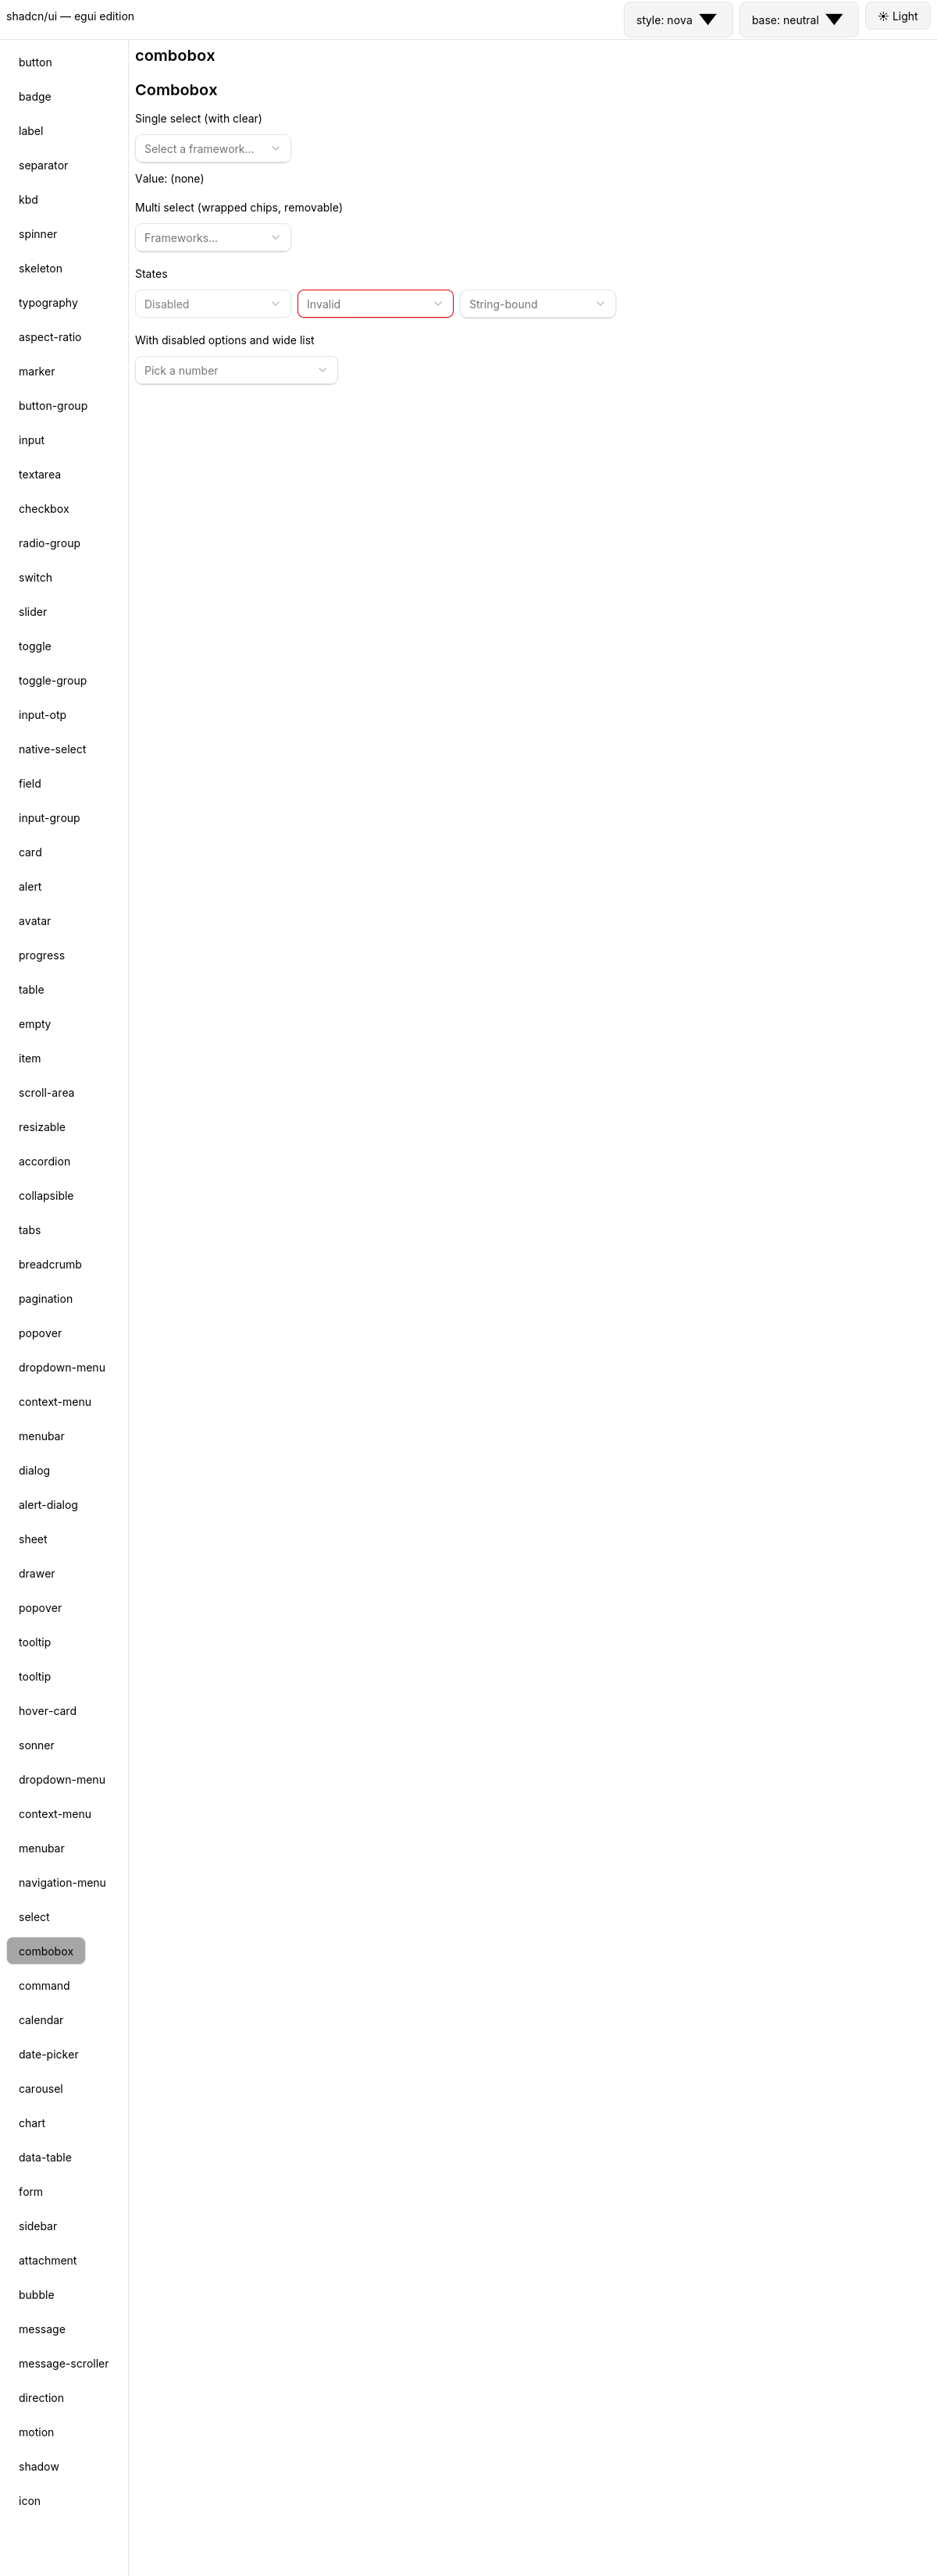 shadcn/ui — egui edition
style: nova
base: neutral
☀ Light
button
badge
label
separator
kbd
spinner
skeleton
typography
aspect-ratio
marker
button-group
input
textarea
checkbox
radio-group
switch
slider
toggle
toggle-group
input-otp
native-select
field
input-group
card
alert
avatar
progress
table
empty
item
scroll-area
resizable
accordion
collapsible
tabs
breadcrumb
pagination
popover
dropdown-menu
context-menu
menubar
dialog
alert-dialog
sheet
drawer
popover
tooltip
tooltip
hover-card
sonner
dropdown-menu
context-menu
menubar
navigation-menu
select
combobox
command
calendar
date-picker
carousel
chart
data-table
form
sidebar
attachment
bubble
message
message-scroller
direction
motion
shadow
icon
combobox
Combobox
Single select (with clear)
Select a framework...
Value: (none)
Multi select (wrapped chips, removable)
Frameworks...
States
Disabled
Invalid
String-bound
With disabled options and wide list
Pick a number